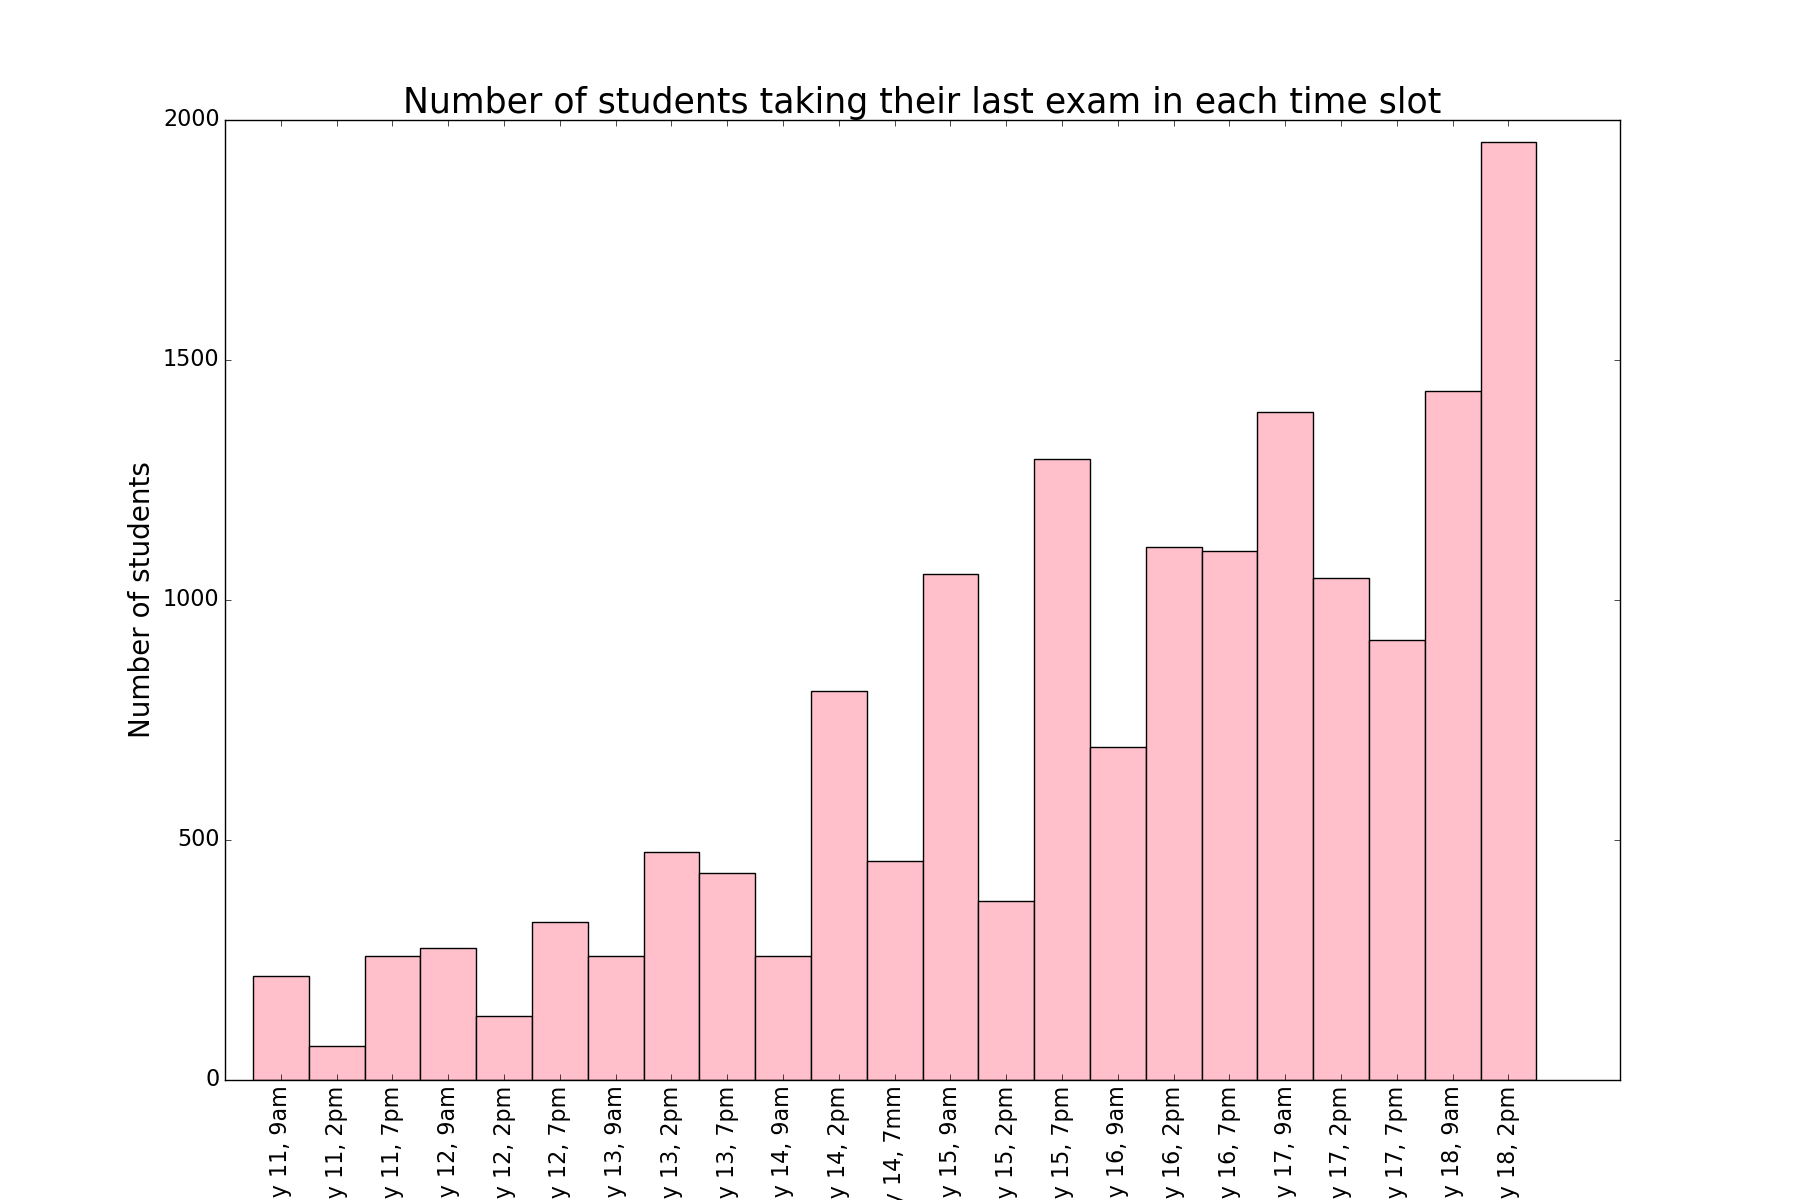 Number of students taking their last exam in each time slot
Number of students
2000
1500
1000
500
0
y 11, 9am
y 11, 2pm
y 11, 7pm
y 12, 9am
y 12, 2pm
y 12, 7pm
y 13, 9am
y 13, 2pm
y 13, 7pm
y 14, 9am
y 14, 2pm
y 14, 7mm
y 15, 9am
y 15, 2pm
y 15, 7pm
y 16, 9am
y 16, 2pm
y 16, 7pm
y 17, 9am
y 17, 2pm
y 17, 7pm
y 18, 9am
y 18, 2pm